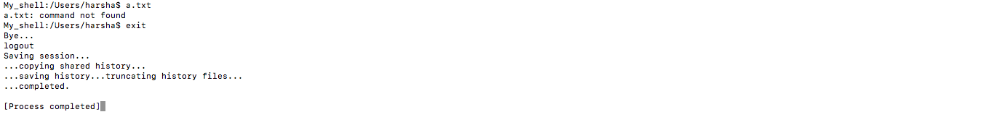 My_shell:/Users/harsha$ a.txt
a.txt: command not found
My_shell:/Users/harsha$ exit
Bye...
logout
Saving session...
...copying shared history...
...saving history...truncating history files...
...completed.
[Process completed]